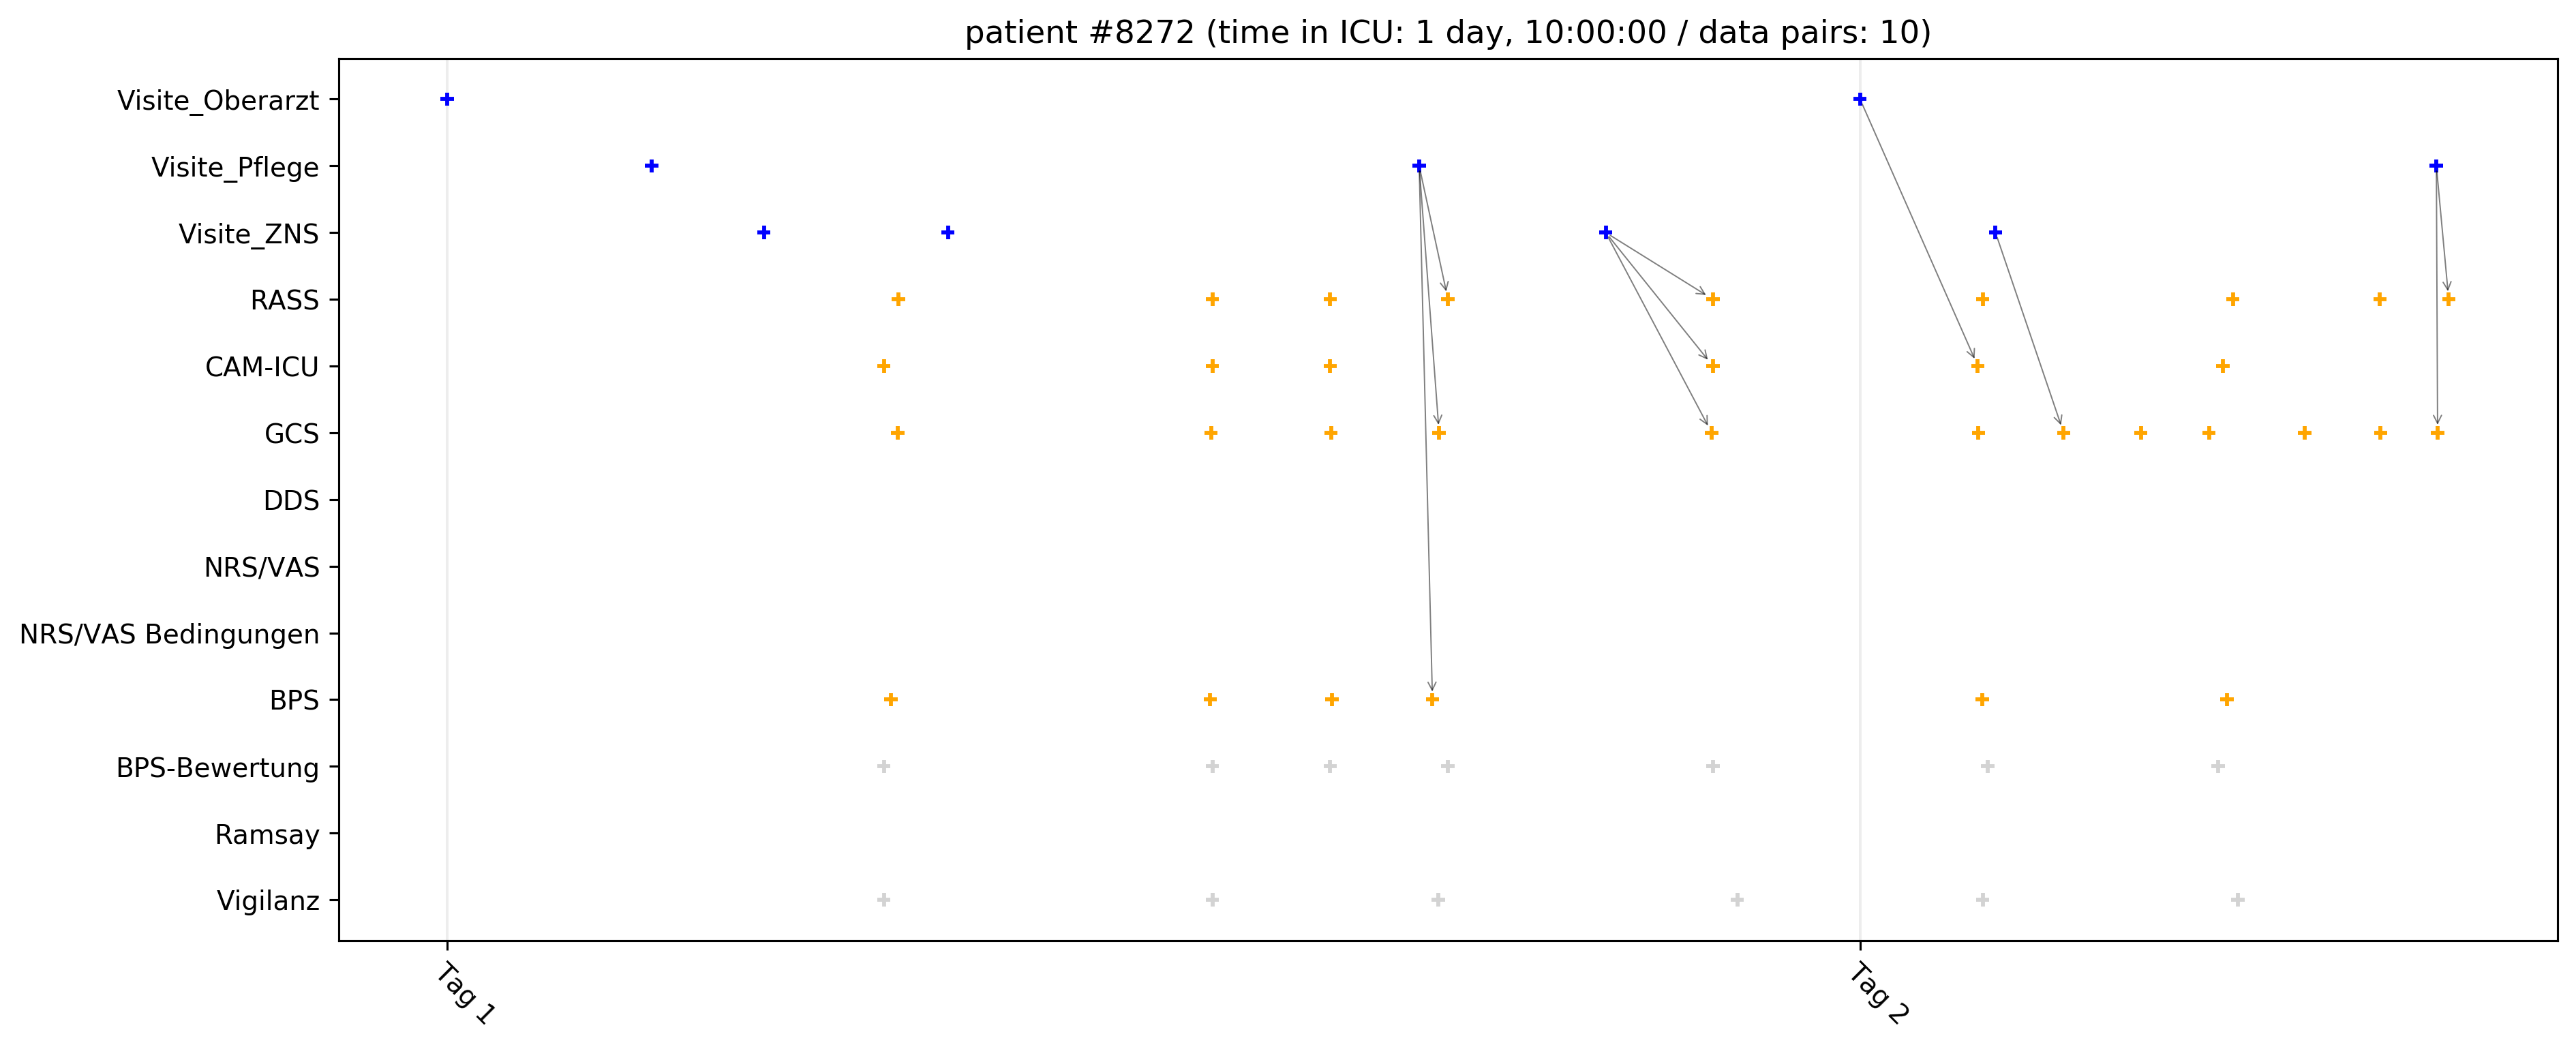 patient #8272 (time in ICU: 1 day, 10:00:00 / data pairs: 10)
Visite_Oberarzt
Visite_Pflege
Visite_ZNS
RASS
CAM-ICU
GCS
DDS
NRS/VAS
NRS/VAS Bedingungen
BPS
BPS-Bewertung
Ramsay
Vigilanz
Tag 1
Tag 2